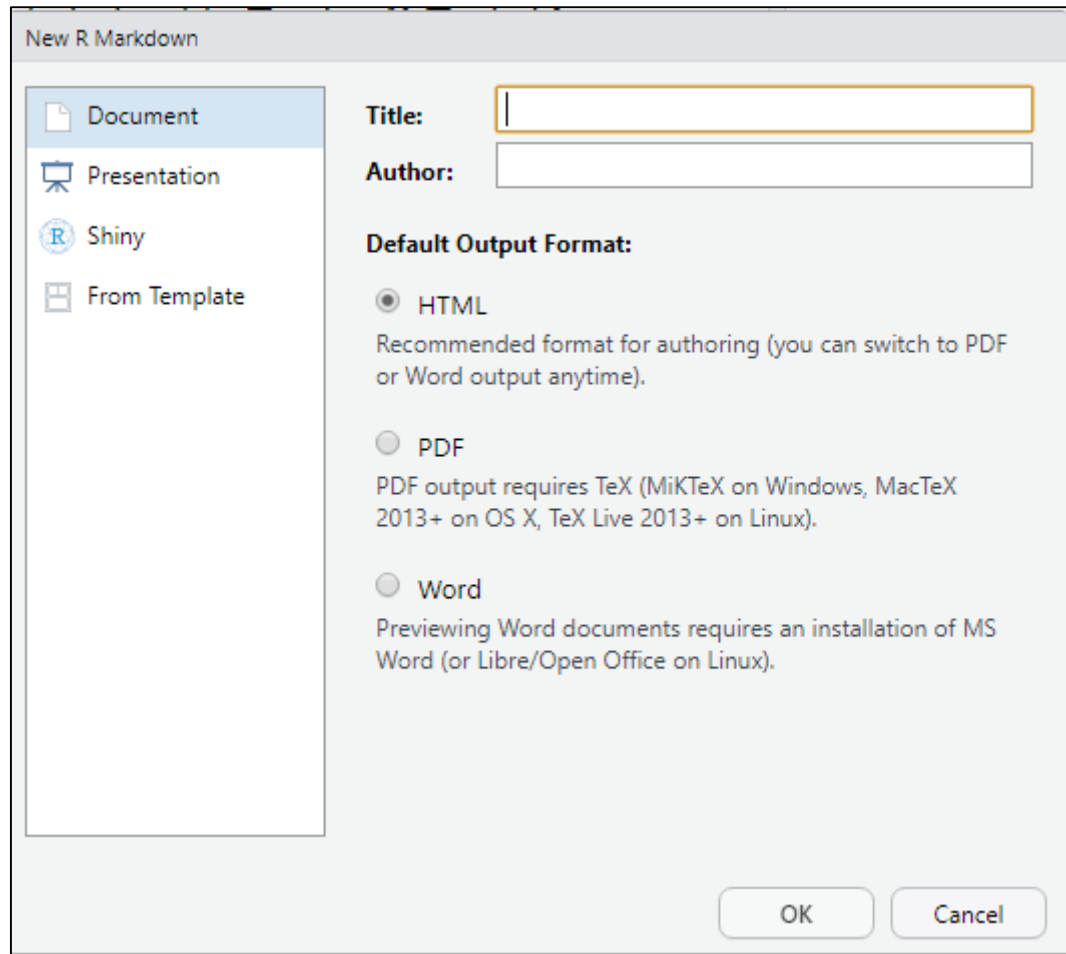 New R Markdown
Document
Presentation
R Shiny
From Template
Title:
Author:
Default Output Format:
HTML
Recommended format for authoring (you can switch to PDF
or Word output anytime).
PDF
PDF output requires TeX (MiKTeX on Windows, MacTeX
2013+ on OS X, TeX Live 2013+ on Linux).
Word
Previewing Word documents requires an installation of MS
Word (or Libre/Open Office on Linux).
OK Cancel